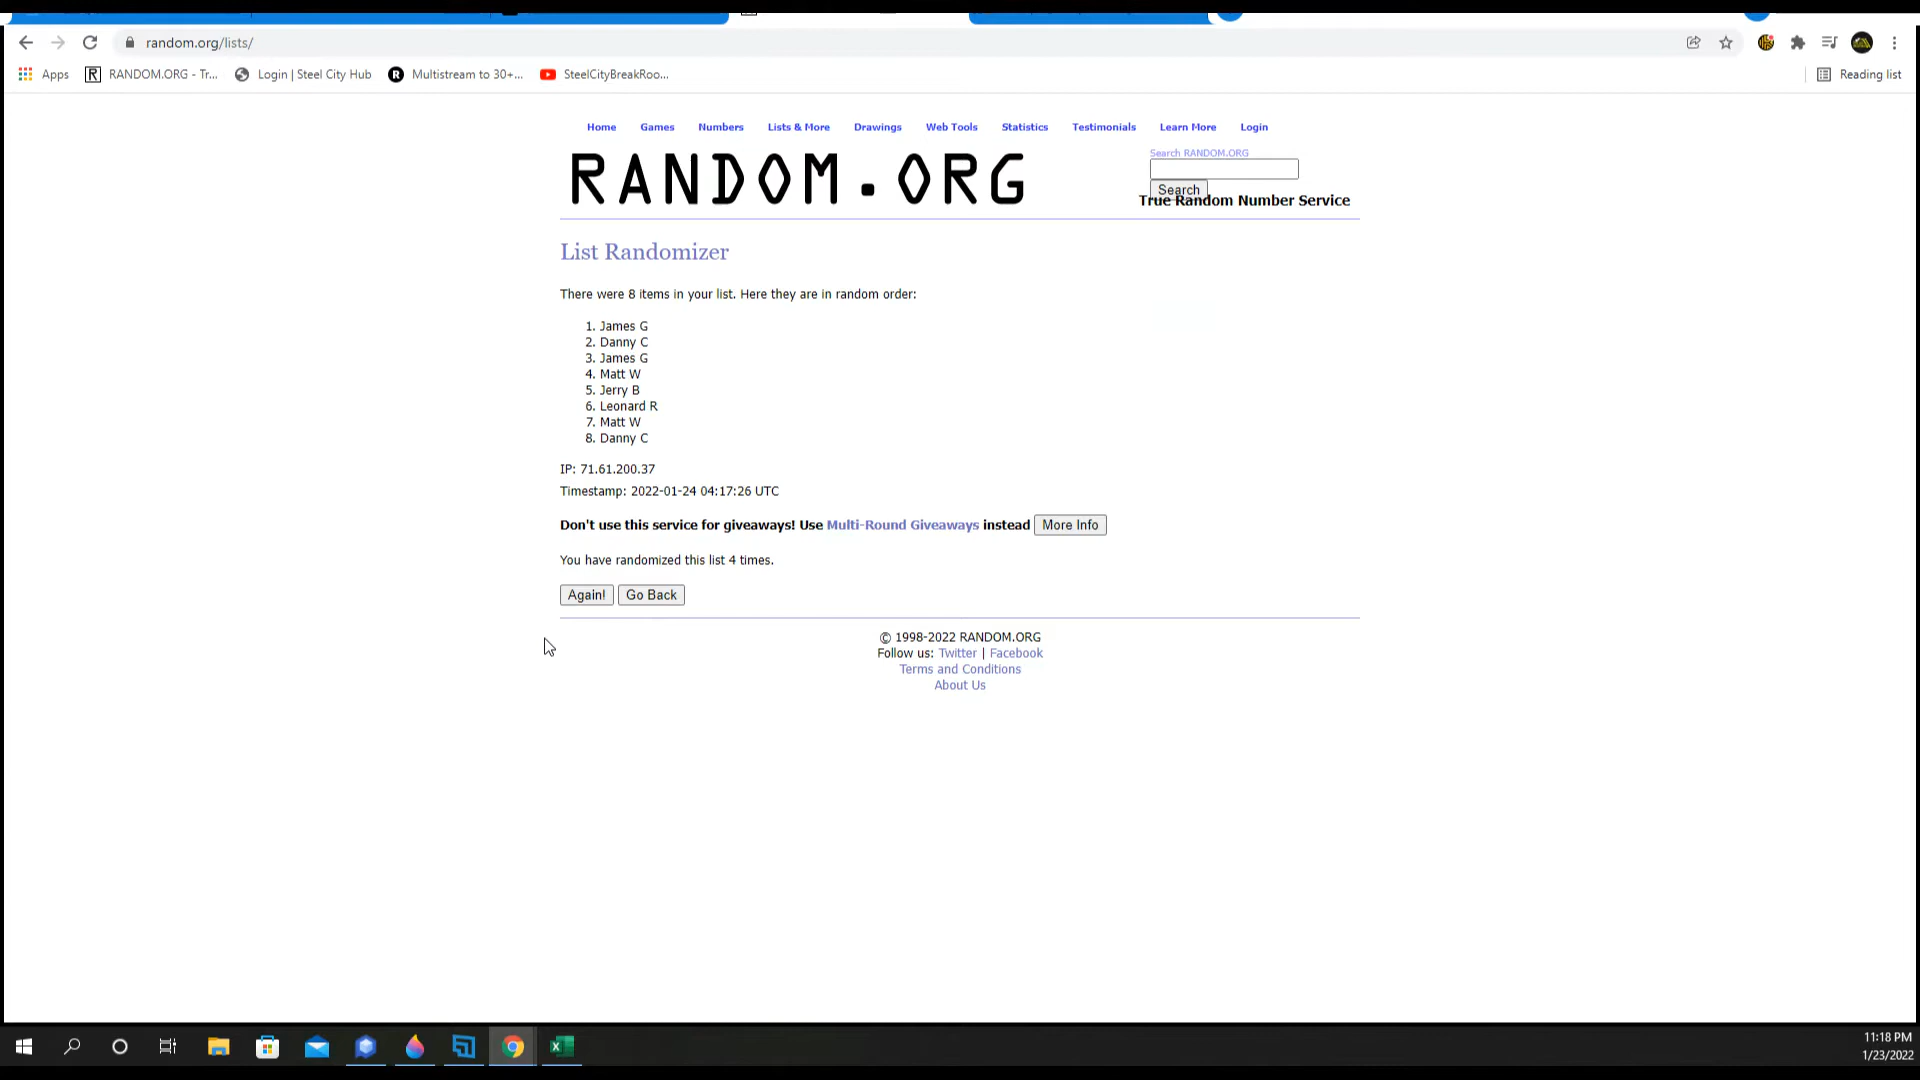 random.org/lists/
Apps RANDOM.ORG - Tr... Login | Steel City Hub Multistream to 30+... SteelCityBreakRoo... Reading list
Home Games Numbers Lists & More Drawings Web Tools Statistics Testimonials Learn More Login
RANDOM.ORG
Search RANDOM.ORG
Search
True Random Number Service
List Randomizer
There were 8 items in your list. Here they are in random order:
1. James G
2. Danny C
3. James G
4. Matt W
5. Jerry B
6. Leonard R
7. Matt W
8. Danny C
IP: 71.61.200.37
Timestamp: 2022-01-24 04:17:26 UTC
Don't use this service for giveaways! Use Multi-Round Giveaways instead More Info
You have randomized this list 4 times.
Again! Go Back
© 1998-2022 RANDOM.ORG
Follow us: Twitter | Facebook
Terms and Conditions
About Us
11:18 PM
1/23/2022